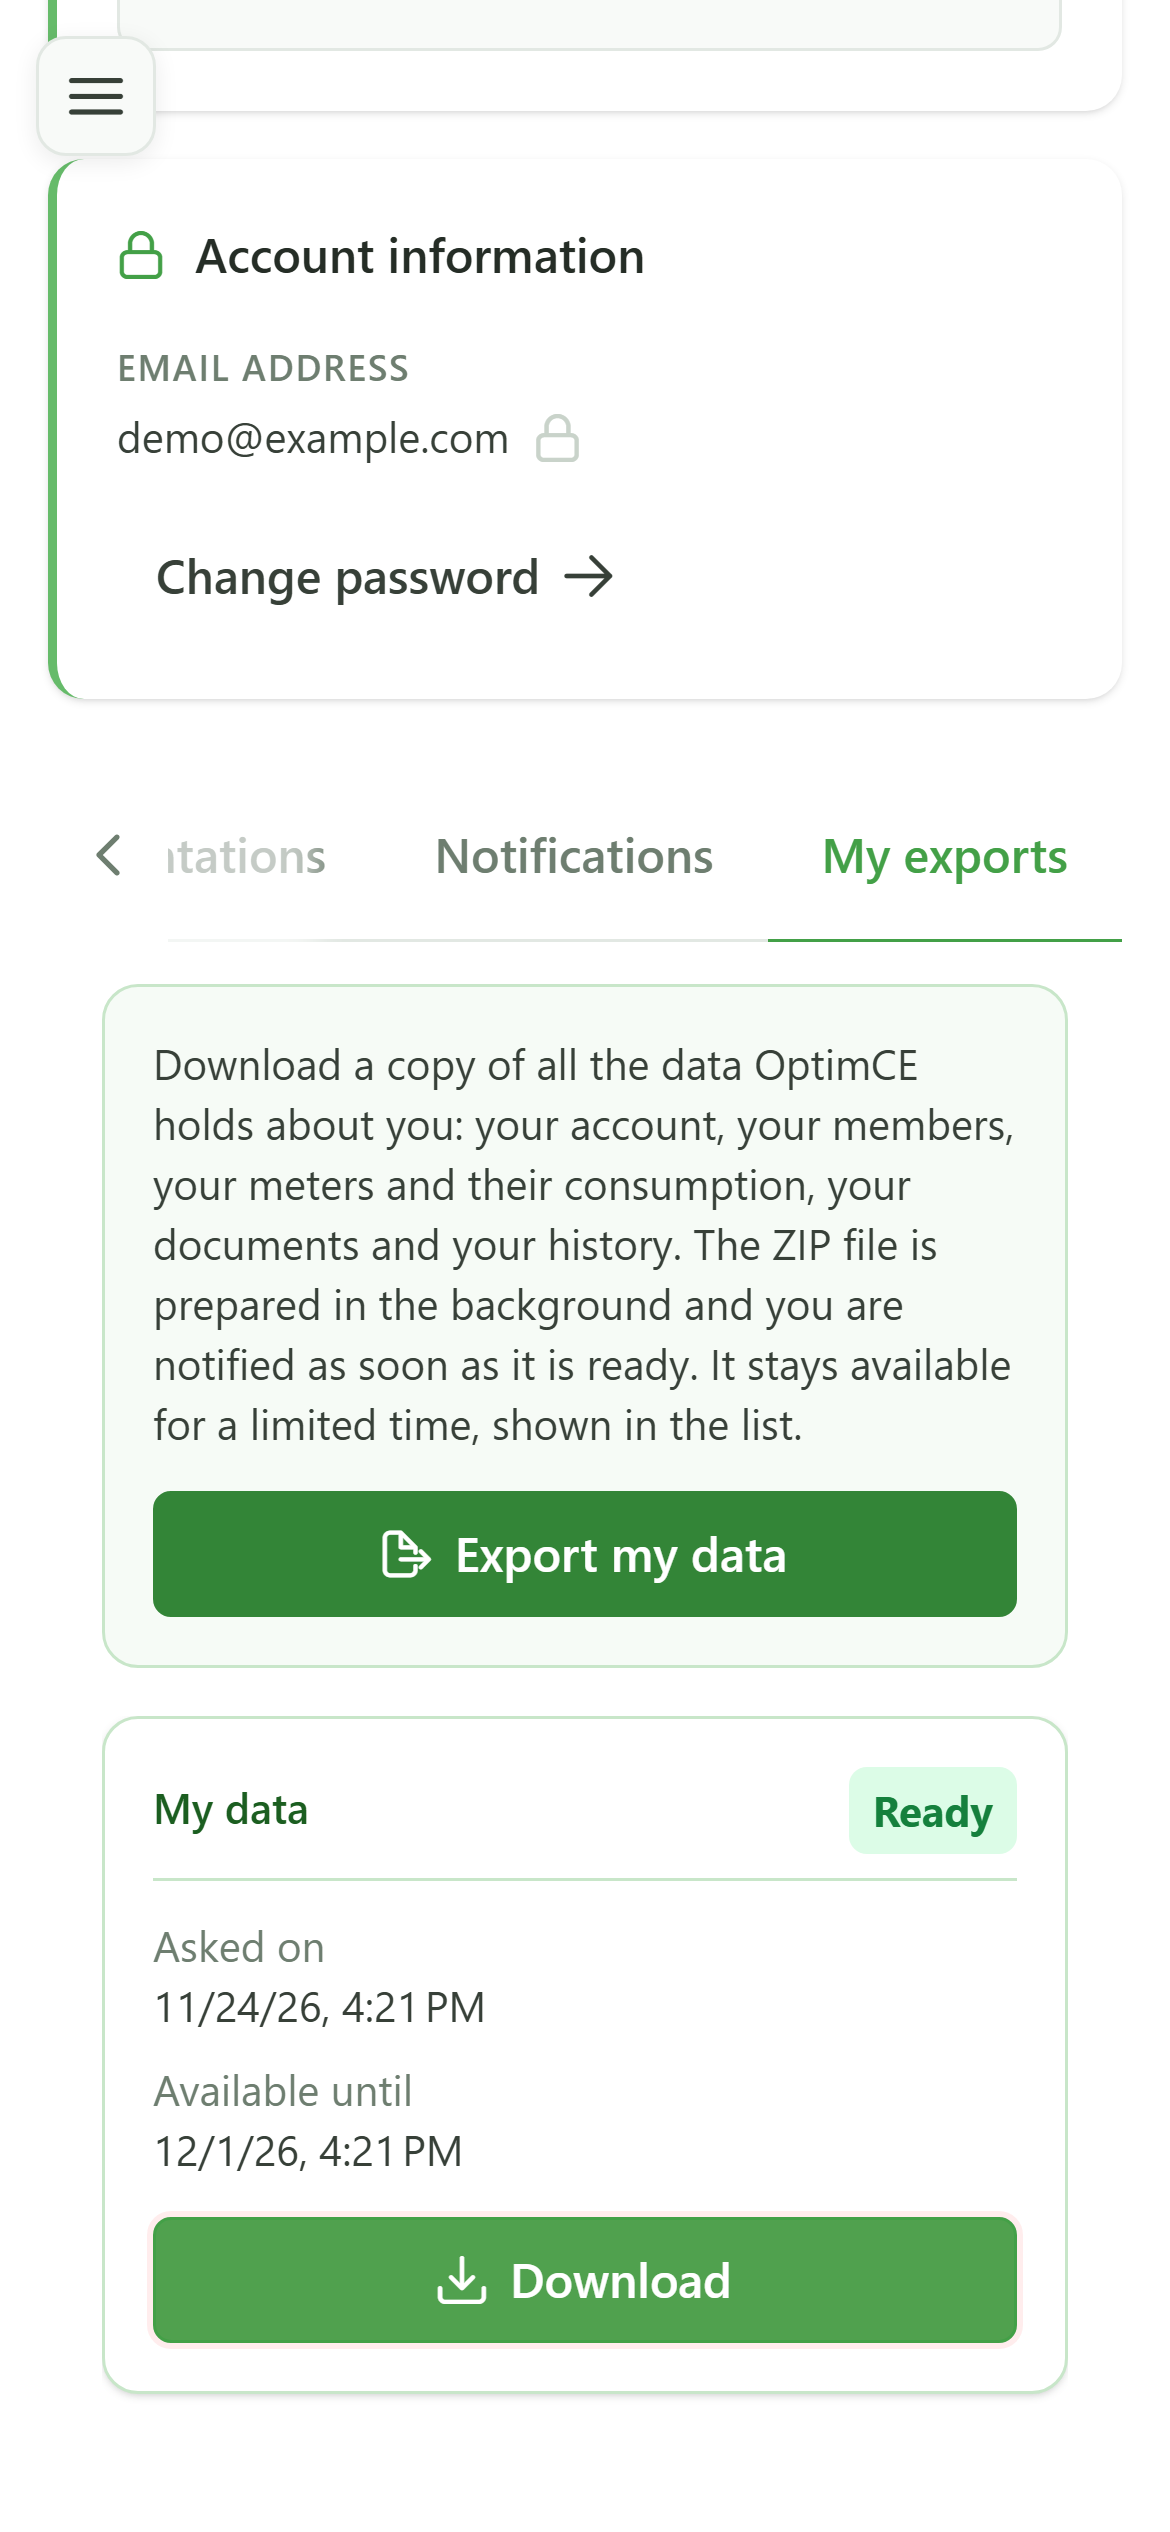 Account information
EMAIL ADDRESS
demo@example.com
Change password
Notifications
My exports
Download a copy of all the data OptimCE
holds about you: your account, your members,
your meters and their consumption, your
documents and your history. The ZIP file is
prepared in the background and you are
notified as soon as it is ready. It stays available
for a limited time, shown in the list.
Export my data
My data
Ready
Asked on
11/24/26, 4:21 PM
Available until
12/1/26, 4:21 PM
Download